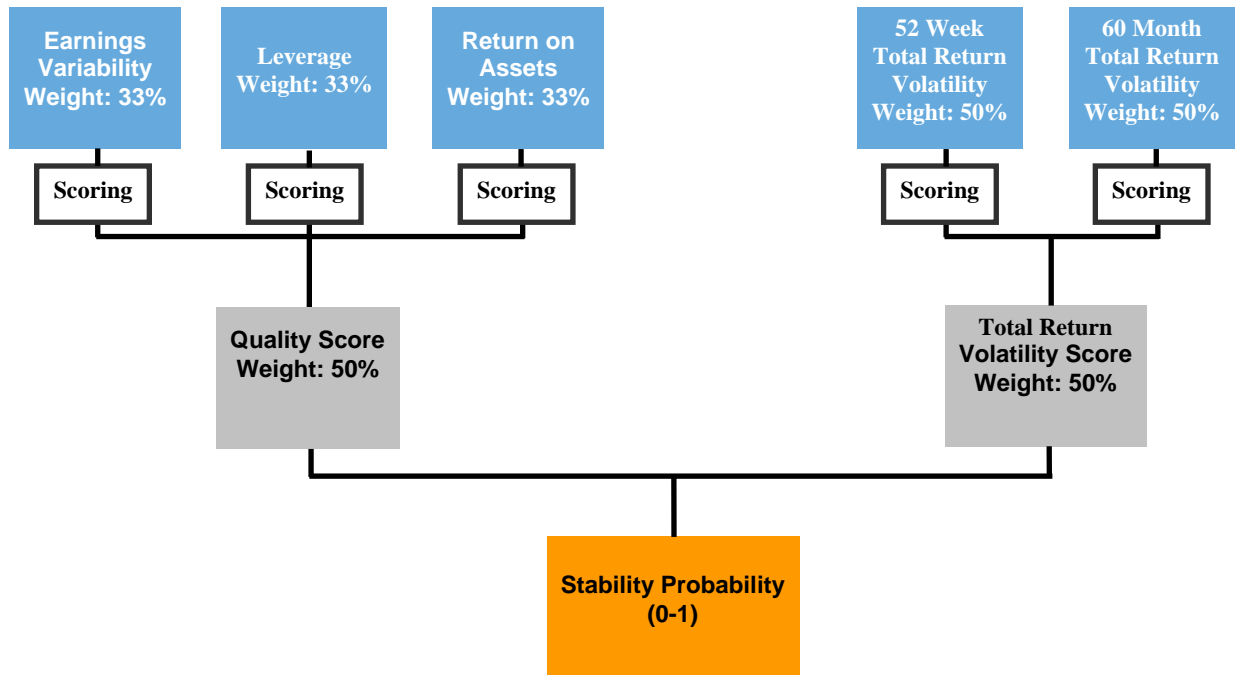 Earnings
Variability
Weight: 33%
Leverage
Weight: 33%
Return on
Assets
Weight: 33%
52 Week
Total Return
Volatility
Weight: 50%
60 Month
Total Return
Volatility
Weight: 50%
Scoring
Scoring
Scoring
Scoring
Scoring
Quality Score
Weight: 50%
Total Return
Volatility Score
Weight: 50%
Stability Probability
(0-1)